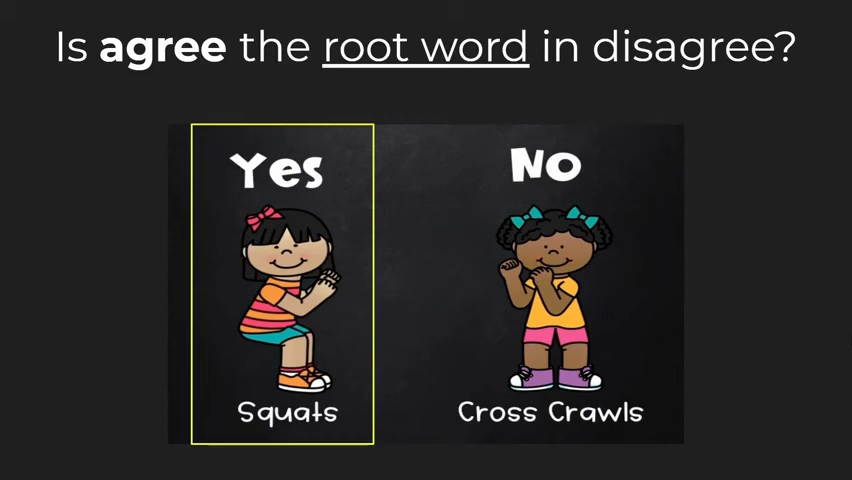 Is agree the root word in disagree?
Yes
No
Squats
Cross Crawls